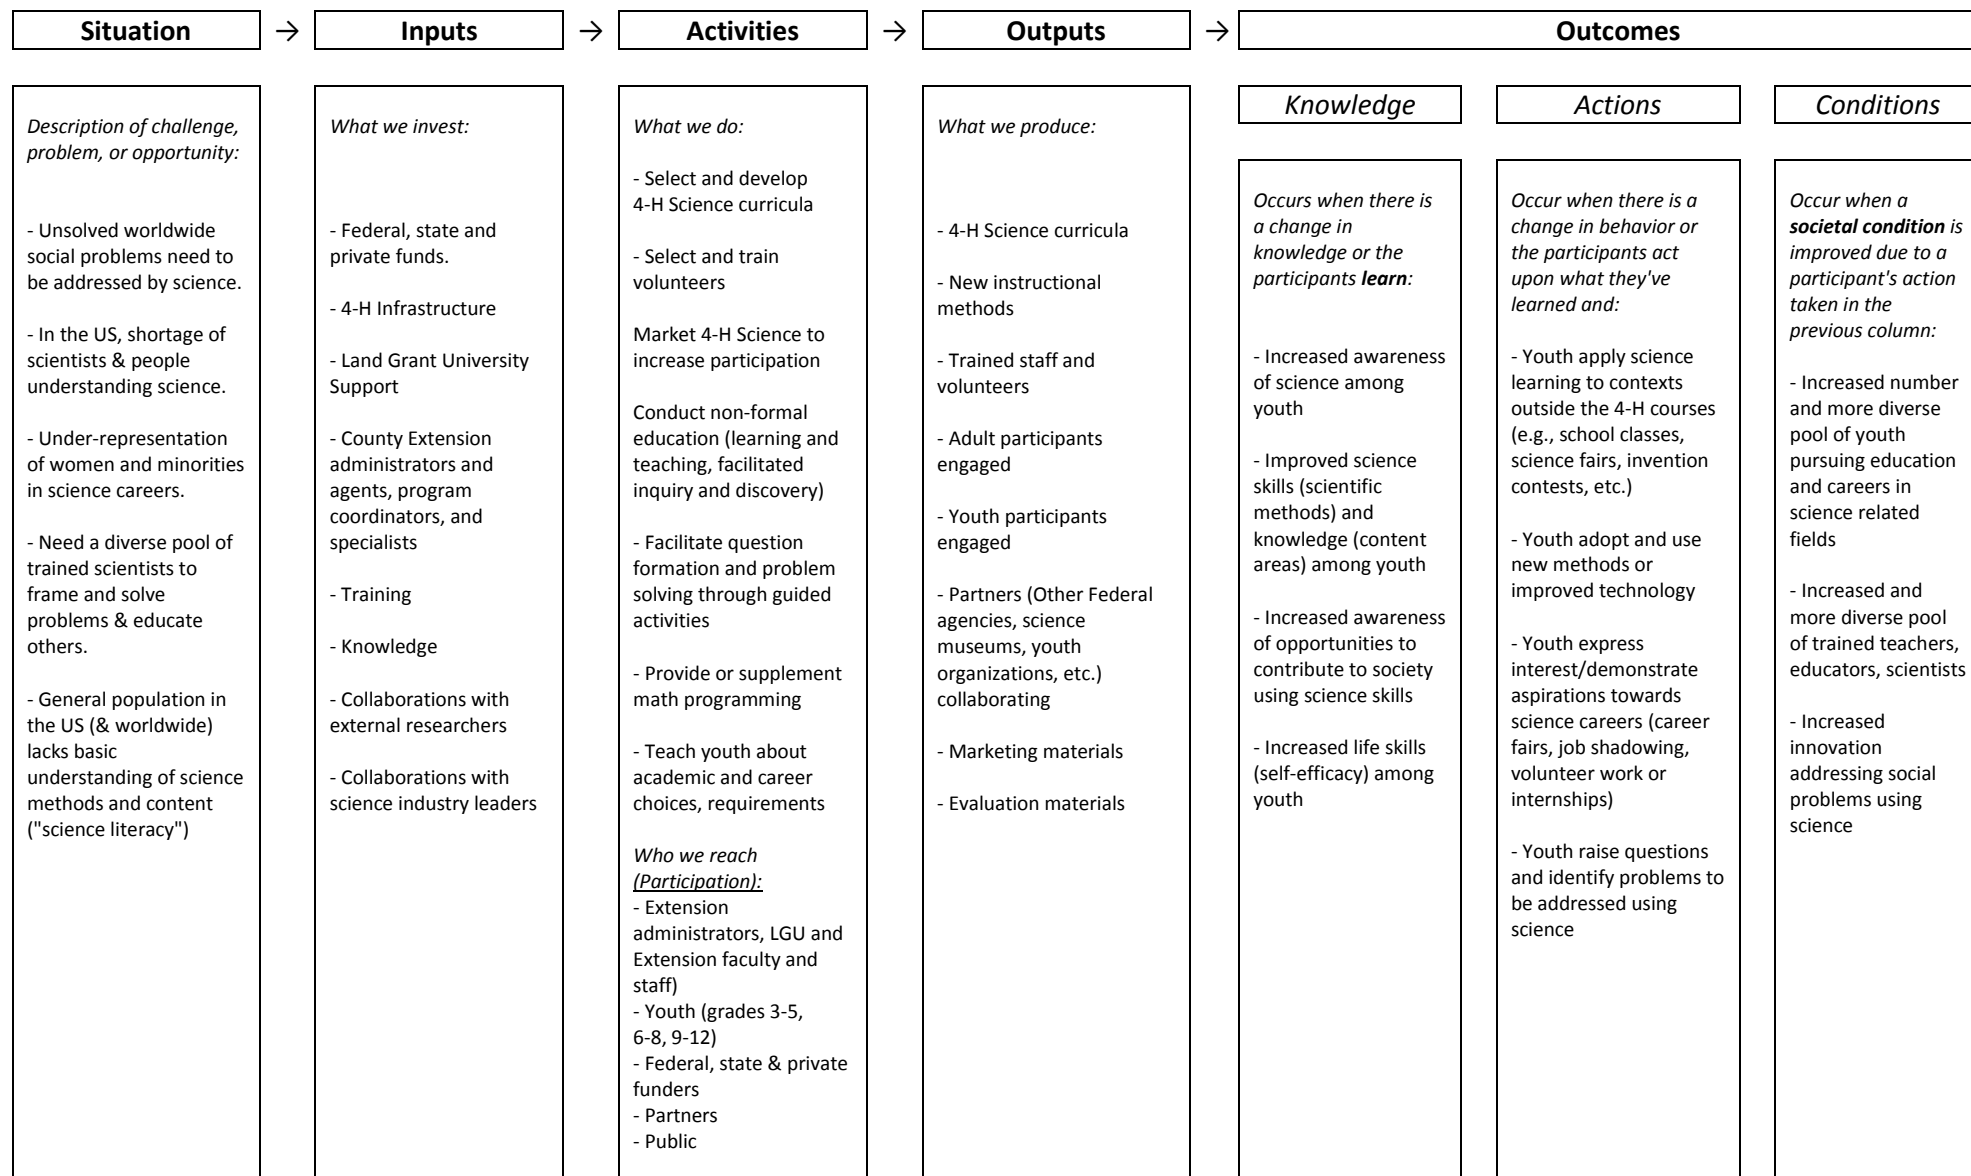 Situation → Inputs → Activities → Outputs → Outcomes
Description of challenge,
problem, or opportunity:
- Unsolved worldwide
social problems need to
be addressed by science.
- In the US, shortage of
scientists & people
understanding science.
- Under-representation
of women and minorities
in science careers.
- Need a diverse pool of
trained scientists to
frame and solve
problems & educate
others.
- General population in
the US (& worldwide)
lacks basic
understanding of science
methods and content
("science literacy")
What we invest:
- Federal, state and
private funds.
- 4-H Infrastructure
- Land Grant University
Support
- County Extension
administrators and
agents, program
coordinators, and
specialists
- Training
- Knowledge
- Collaborations with
external researchers
- Collaborations with
science industry leaders
What we do:
- Select and develop
4-H Science curricula
- Select and train
volunteers
Market 4-H Science to
increase participation
Conduct non-formal
education (learning and
teaching, facilitated
inquiry and discovery)
- Facilitate question
formation and problem
solving through guided
activities
- Provide or supplement
math programming
- Teach youth about
academic and career
choices, requirements
Who we reach
(Participation):
- Extension
administrators, LGU and
Extension faculty and
staff)
- Youth (grades 3-5,
6-8, 9-12)
- Federal, state & private
funders
- Partners
- Public
What we produce:
- 4-H Science curricula
- New instructional
methods
- Trained staff and
volunteers
- Adult participants
engaged
- Youth participants
engaged
- Partners (Other Federal
agencies, science
museums, youth
organizations, etc.)
collaborating
- Marketing materials
- Evaluation materials
Knowledge
Occurs when there is
a change in
knowledge or the
participants learn:
- Increased awareness
of science among
youth
- Improved science
skills (scientific
methods) and
knowledge (content
areas) among youth
- Increased awareness
of opportunities to
contribute to society
using science skills
- Increased life skills
(self-efficacy) among
youth
Actions
Occur when there is a
change in behavior or
the participants act
upon what they've
learned and:
- Youth apply science
learning to contexts
outside the 4-H courses
(e.g., school classes,
science fairs, invention
contests, etc.)
- Youth adopt and use
new methods or
improved technology
- Youth express
interest/demonstrate
aspirations towards
science careers (career
fairs, job shadowing,
volunteer work or
internships)
- Youth raise questions
and identify problems to
be addressed using
science
Conditions
Occur when a
societal condition is
improved due to a
participant's action
taken in the
previous column:
- Increased number
and more diverse
pool of youth
pursuing education
and careers in
science related
fields
- Increased and
more diverse pool
of trained teachers,
educators, scientists
- Increased
innovation
addressing social
problems using
science